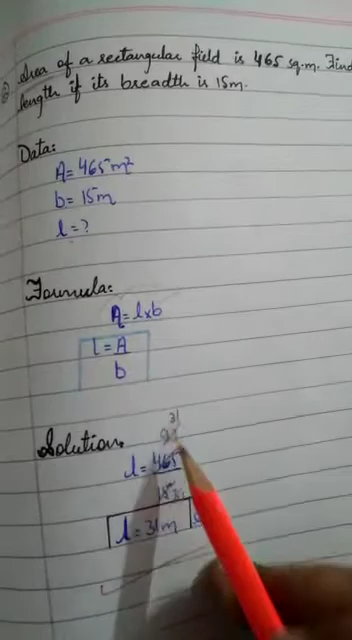 Area of a rectangular field is 465 sq.m. Find
length if its breadth is 15m.
Data:
A = 465m²
b = 15m
l = ?
Formula:
A = l×b
l = A
b
Solution:
31
l = 465
15
l = 31m